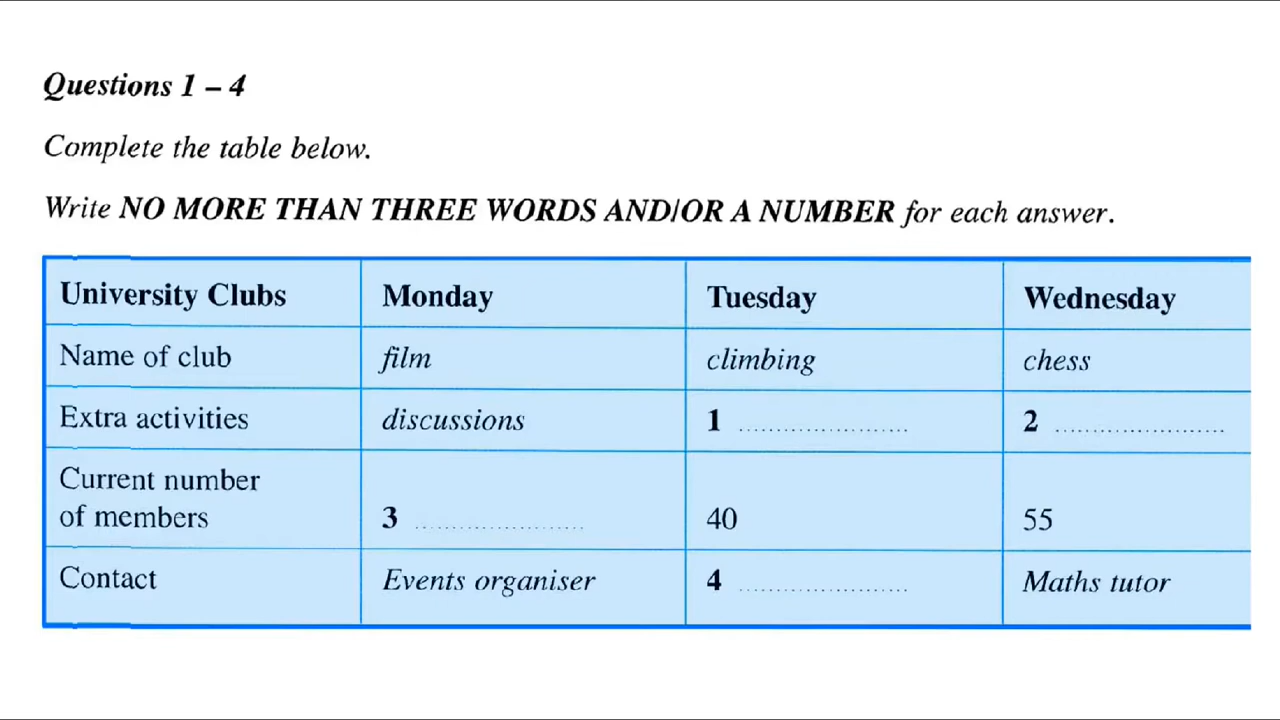 Questions 1 – 4
Complete the table below.
Write NO MORE THAN THREE WORDS AND/OR A NUMBER for each answer.
University Clubs Monday Tuesday Wednesday
Name of club film climbing chess
Extra activities discussions 1 ........................ 2 ........................
Current number
of members 3 ........................ 40 55
Contact Events organiser 4 ........................ Maths tutor